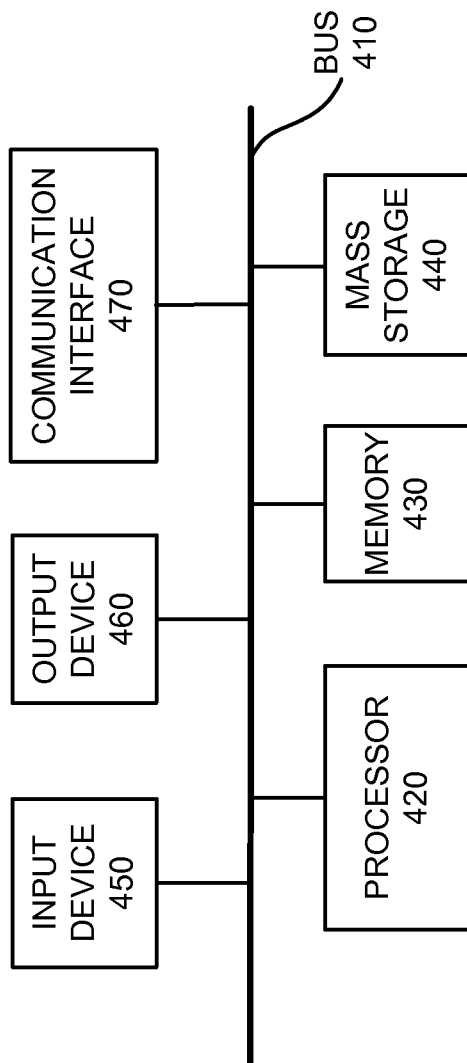 INPUT
DEVICE
450
OUTPUT
DEVICE
460
COMMUNICATION
INTERFACE
470
BUS
410
PROCESSOR
420
MEMORY
430
MASS
STORAGE
440